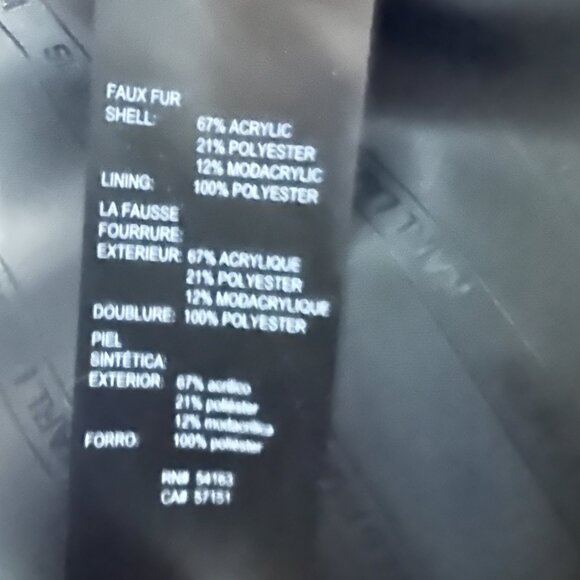 FAUX FUR
SHELL: 67% ACRYLIC
21% POLYESTER
12% MODACRYLIC
LINING: 100% POLYESTER
LA FAUSSE
FOURRURE:
EXTERIEUR: 67% ACRYLIQUE
21% POLYESTER
12% MODACRYLIQUE
DOUBLURE: 100% POLYESTER
PIEL
SINTÉTICA:
EXTERIOR: 67% acrílico
21% poliéster
12% modacrílica
FORRO: 100% poliéster
RN# 54163
CA# 57151